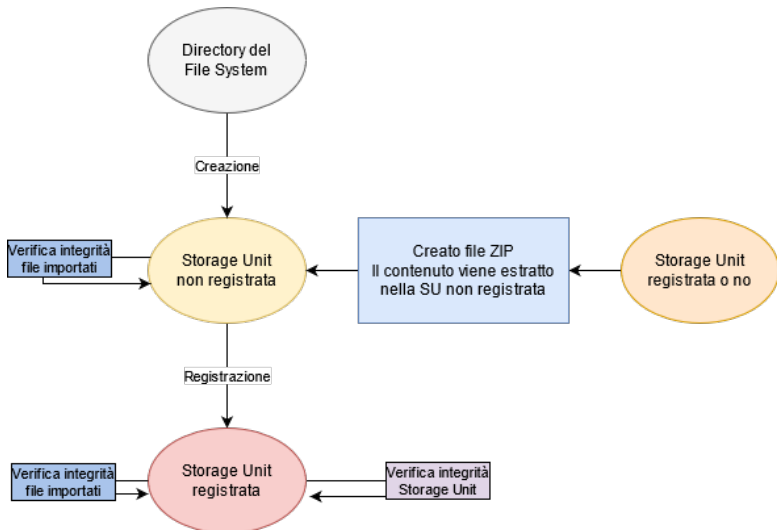 Directory del
File System
Creazione
Verifica integrità
file importati
Storage Unit
non registrata
Creato file ZIP
Il contenuto viene estratto
nella SU non registrata
Storage Unit
registrata o no
Registrazione
Verifica integrità
file importati
Storage Unit
registrata
Verifica integrità
Storage Unit